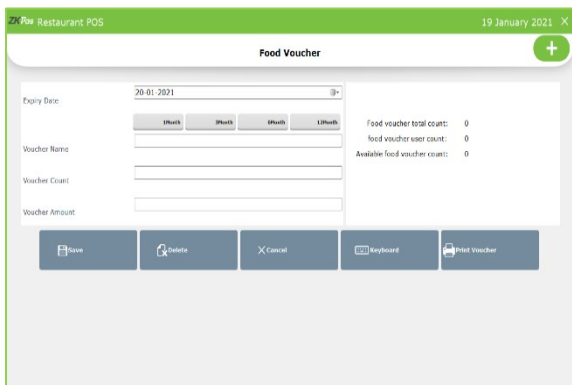 ZKPos Restaurant POS
19 January 2021 ×
Food Voucher
+
Expiry Date
20-01-2021
1Month 3Month 6Month 12Month
Food voucher total count: 0
food voucher user count: 0
Available food voucher count: 0
Voucher Name
Voucher Count
Voucher Amount
Save Delete Cancel Keyboard Print Voucher